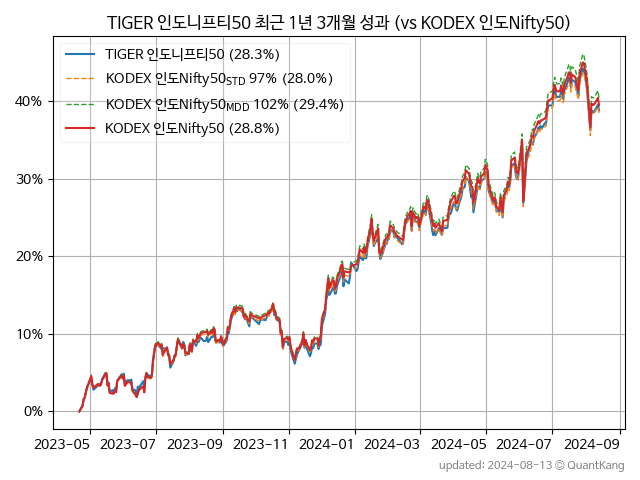 TIGER 인도니프티50 최근 1년 3개월 성과 (vs KODEX 인도Nifty50)
TIGER 인도니프티50 (28.3%)
KODEX 인도Nifty50STD 97% (28.0%)
KODEX 인도Nifty50MDD 102% (29.4%)
KODEX 인도Nifty50 (28.8%)
40%
30%
20%
10%
0%
2023-05 2023-07 2023-09 2023-11 2024-01 2024-03 2024-05 2024-07 2024-09
updated: 2024-08-13 © QuantKang